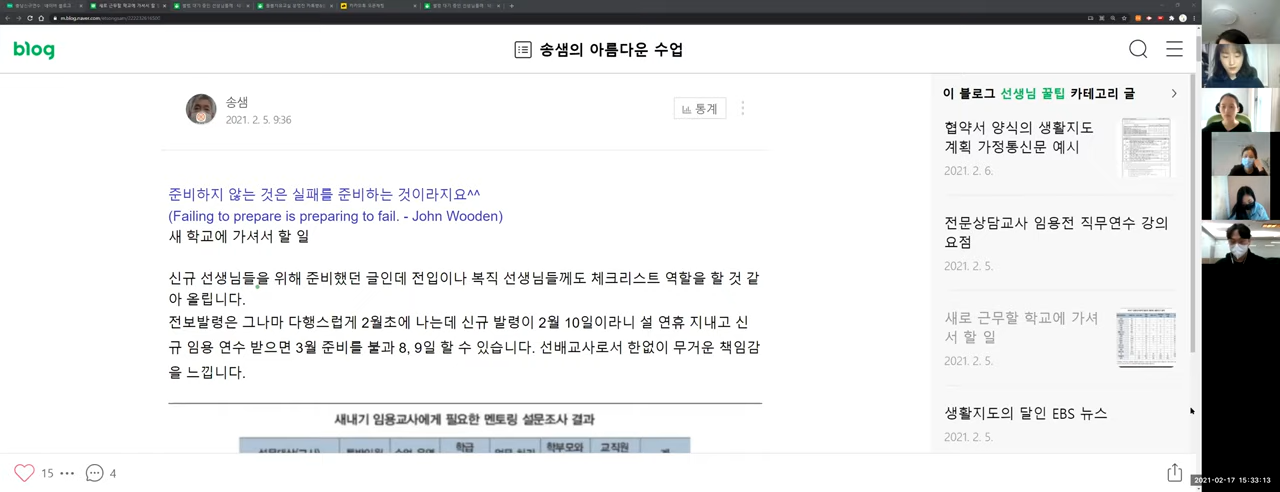 m.blog.naver.com
blog
송샘의 아름다운 수업
송샘
2021. 2. 5. 9:36
통계
준비하지 않는 것은 실패를 준비하는 것이라지요^^
(Failing to prepare is preparing to fail. - John Wooden)
새 학교에 가셔서 할 일
신규 선생님들을 위해 준비했던 글인데 전입이나 복직 선생님들께도 체크리스트 역할을 할 것 같
아 올립니다.
전보발령은 그나마 다행스럽게 2월초에 나는데 신규 발령이 2월 10일이라니 설 연휴 지내고 신
규 임용 연수 받으면 3월 준비를 불과 8, 9일 할 수 있습니다. 선배교사로서 한없이 무거운 책임감
을 느낍니다.
새내기 임용교사에게 필요한 멘토링 설문조사 결과
학급
학부모와
교직원
15
4
이 블로그 선생님 꿀팁 카테고리 글
협약서 양식의 생활지도
계획 가정통신문 예시
2021. 2. 6.
전문상담교사 임용전 직무연수 강의
요점
2021. 2. 5.
새로 근무할 학교에 가셔
서 할 일
2021. 2. 5.
생활지도의 달인 EBS 뉴스
2021. 2. 5.
2021-02-17 15:33:13